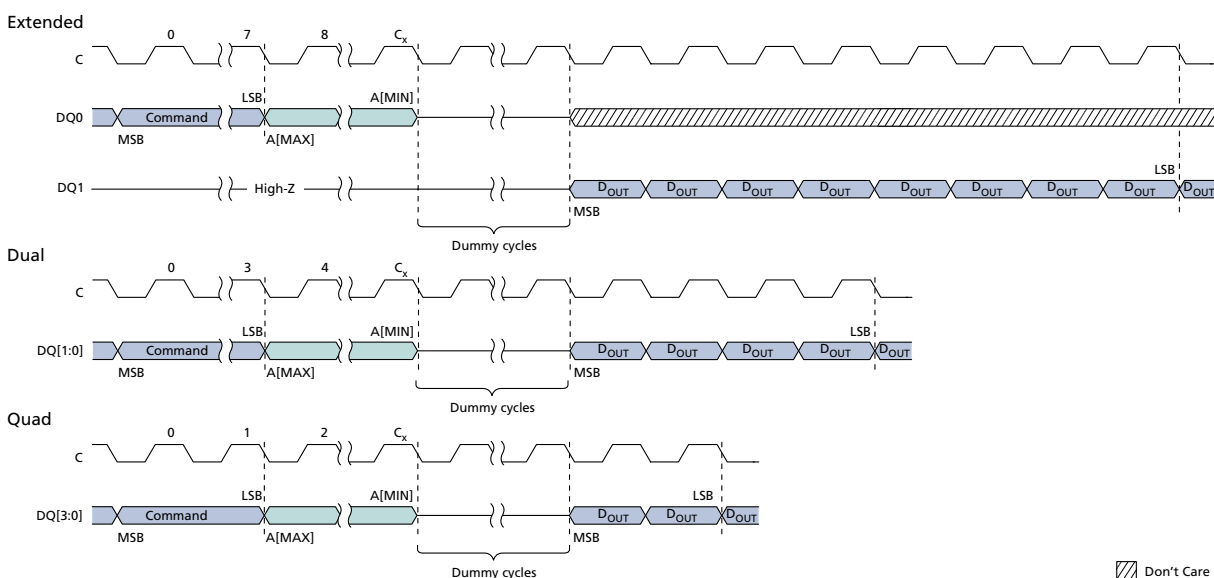 Extended
0 7 8 Cx
C
LSB A[MIN]
DQ0 Command
MSB A[MAX]
LSB
DQ1 High-Z DOUT DOUT DOUT DOUT DOUT DOUT DOUT DOUT DOUT
MSB
Dummy cycles
Dual
0 3 4 Cx
C
LSB A[MIN] LSB
DQ[1:0] Command DOUT DOUT DOUT DOUT DOUT
MSB A[MAX] MSB
Dummy cycles
Quad
0 1 2 Cx
C
LSB A[MIN] LSB
DQ[3:0] Command DOUT DOUT DOUT
MSB A[MAX] MSB
Dummy cycles
Don't Care